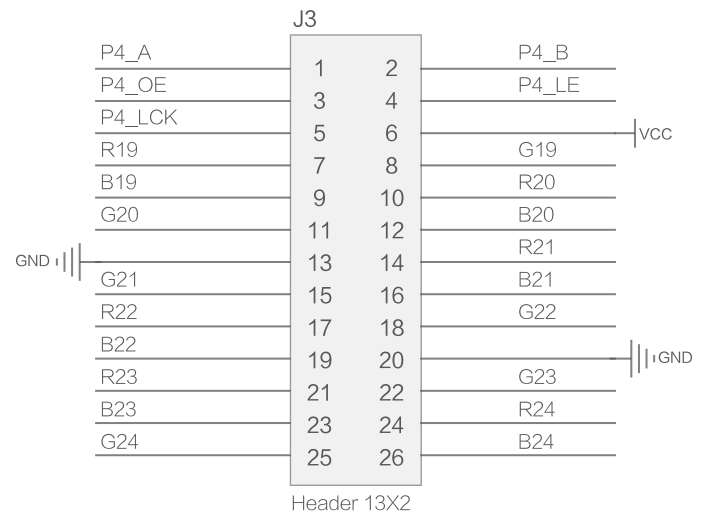 J3
P4_A 1 2 P4_B
P4_OE 3 4 P4_LE
P4_LCK 5 6 VCC
R19 7 8 G19
B19 9 10 R20
G20 11 12 B20
GND 13 14 R21
G21 15 16 B21
R22 17 18 G22
B22 19 20 GND
R23 21 22 G23
B23 23 24 R24
G24 25 26 B24
Header 13X2